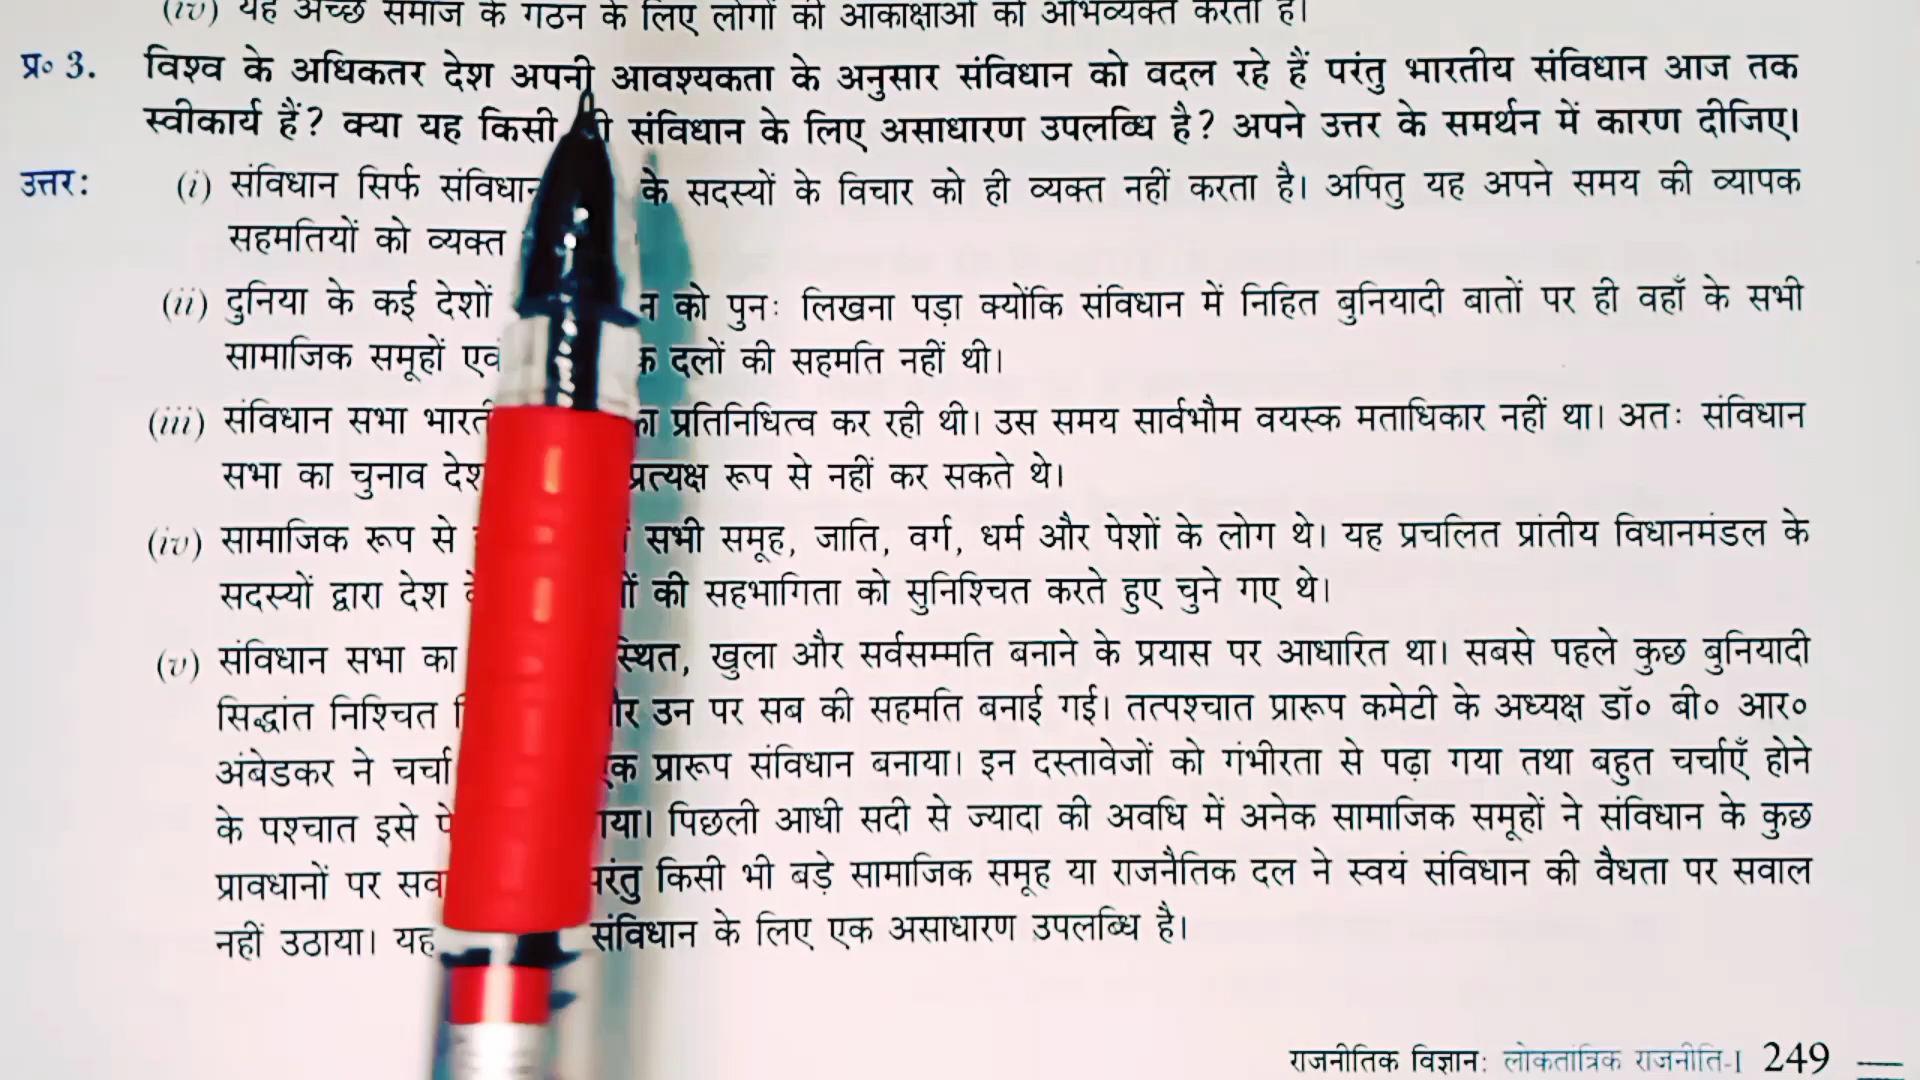 (iv) यह अच्छे समाज के गठन के लिए लोगों की आकांक्षाओं को अभिव्यक्त करता है।
प्र० 3. विश्व के अधिकतर देश अपनी आवश्यकता के अनुसार संविधान को वदल रहे हैं परंतु भारतीय संविधान आज तक
स्वीकार्य हैं? क्या यह किसी संविधान के लिए असाधारण उपलब्धि है? अपने उत्तर के समर्थन में कारण दीजिए।
उत्तर: (i) संविधान सिर्फ संविधान के सदस्यों के विचार को ही व्यक्त नहीं करता है। अपितु यह अपने समय की व्यापक
सहमतियों को व्यक्त
(ii) दुनिया के कई देशों को पुनः लिखना पड़ा क्योंकि संविधान में निहित बुनियादी बातों पर ही वहाँ के सभी
सामाजिक समूहों एवं दलों की सहमति नहीं थी।
(iii) संविधान सभा प्रतिनिधित्व कर रही थी। उस समय सार्वभौम वयस्क मताधिकार नहीं था। अतः संविधान
सभा का चुनाव प्रत्यक्ष रूप से नहीं कर सकते थे।
(iv) सामाजिक रूप से सभी समूह, जाति, वर्ग, धर्म और पेशों के लोग थे। यह प्रचलित प्रांतीय विधानमंडल के
सदस्यों द्वारा देश की सहभागिता को सुनिश्चित करते हुए चुने गए थे।
(v) संविधान सभा का खुला और सर्वसम्मति बनाने के प्रयास पर आधारित था। सबसे पहले कुछ बुनियादी
सिद्धांत निश्चित उन पर सब की सहमति बनाई गई। तत्पश्चात प्रारूप कमेटी के अध्यक्ष डॉ० बी० आर०
अंबेडकर ने चर्चा एक प्रारूप संविधान बनाया। इन दस्तावेजों को गंभीरता से पढ़ा गया तथा बहुत चर्चाएँ होने
के पश्चात इसे पिछली आधी सदी से ज्यादा की अवधि में अनेक सामाजिक समूहों ने संविधान के कुछ
प्रावधानों पर परंतु किसी भी बड़े सामाजिक समूह या राजनैतिक दल ने स्वयं संविधान की वैधता पर सवाल
नहीं उठाया। यह संविधान के लिए एक असाधारण उपलब्धि है।
राजनीतिक विज्ञान: लोकतांत्रिक राजनीति-I 249